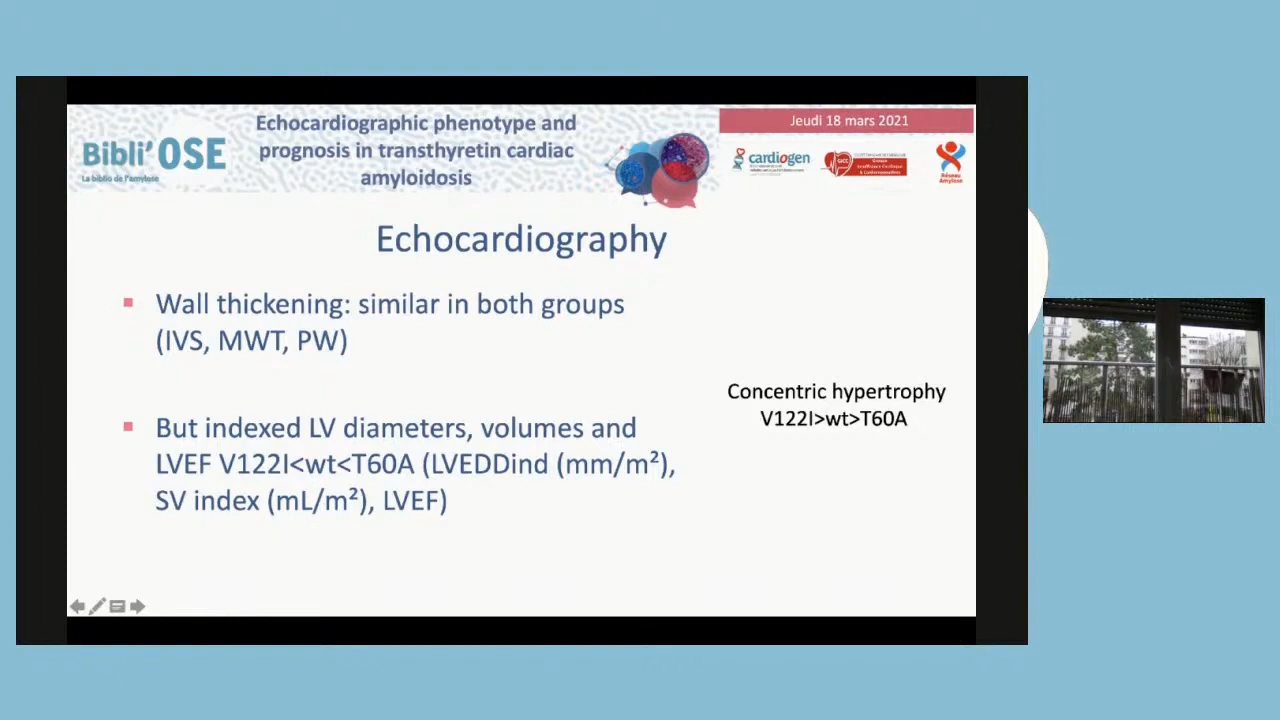 Echocardiographic phenotype and
prognosis in transthyretin cardiac
amyloidosis
Bibli'OSE
La biblio de l'amylose
Jeudi 18 mars 2021
cardiogen
GICC
Réseau
Amylose
Echocardiography
Wall thickening: similar in both groups
(IVS, MWT, PW)
But indexed LV diameters, volumes and
LVEF V122I<wt<T60A (LVEDDind (mm/m²),
SV index (mL/m²), LVEF)
Concentric hypertrophy
V122I>wt>T60A